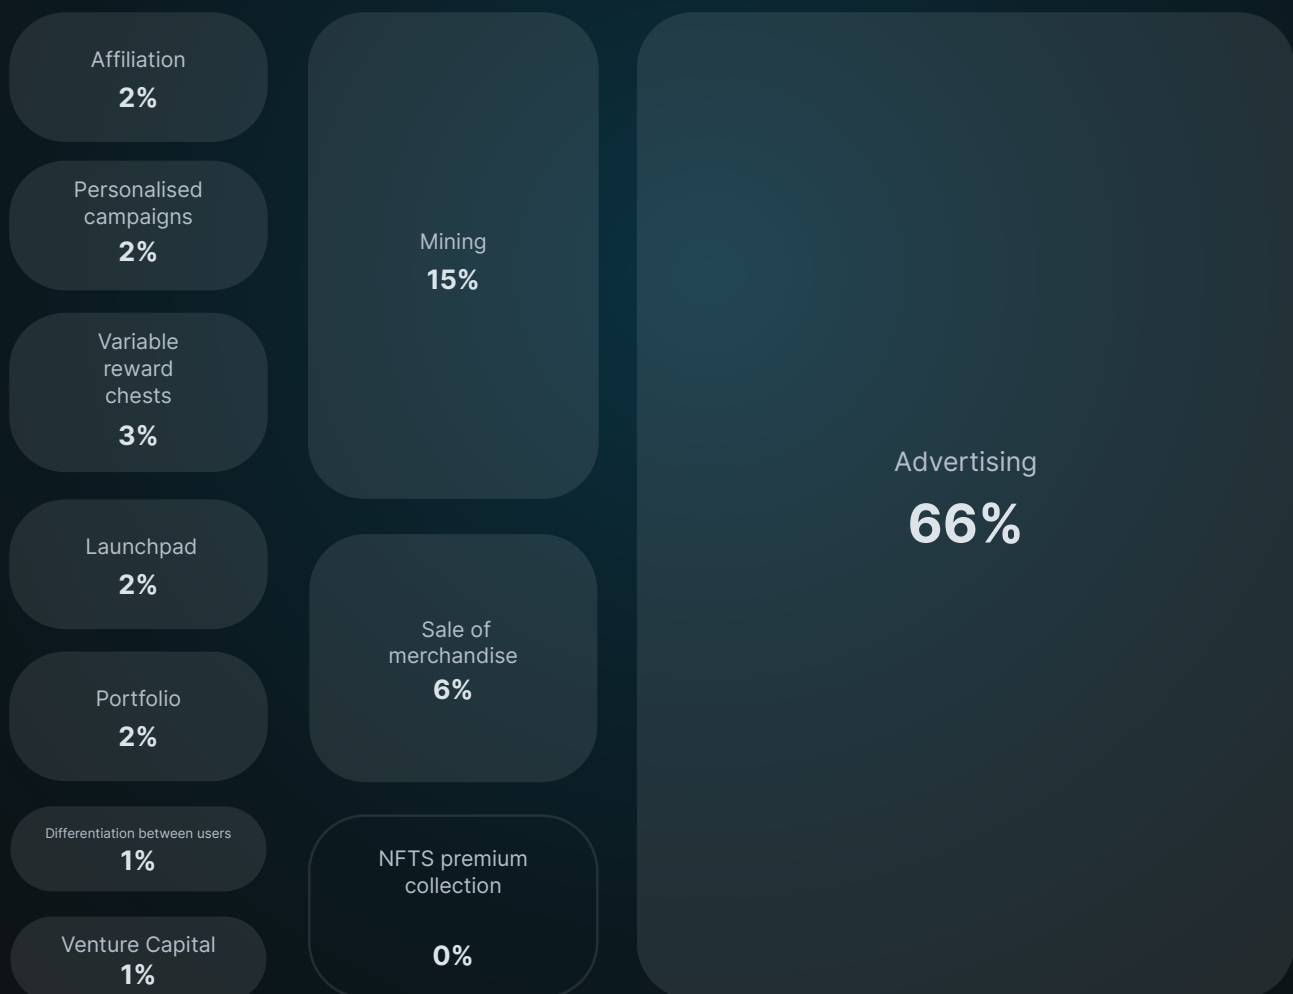 Affiliation
2%
Personalised
campaigns
2%
Variable
reward
chests
3%
Launchpad
2%
Portfolio
2%
Differentiation between users
1%
Venture Capital
1%
Mining
15%
Sale of
merchandise
6%
NFTS premium
collection
0%
Advertising
66%